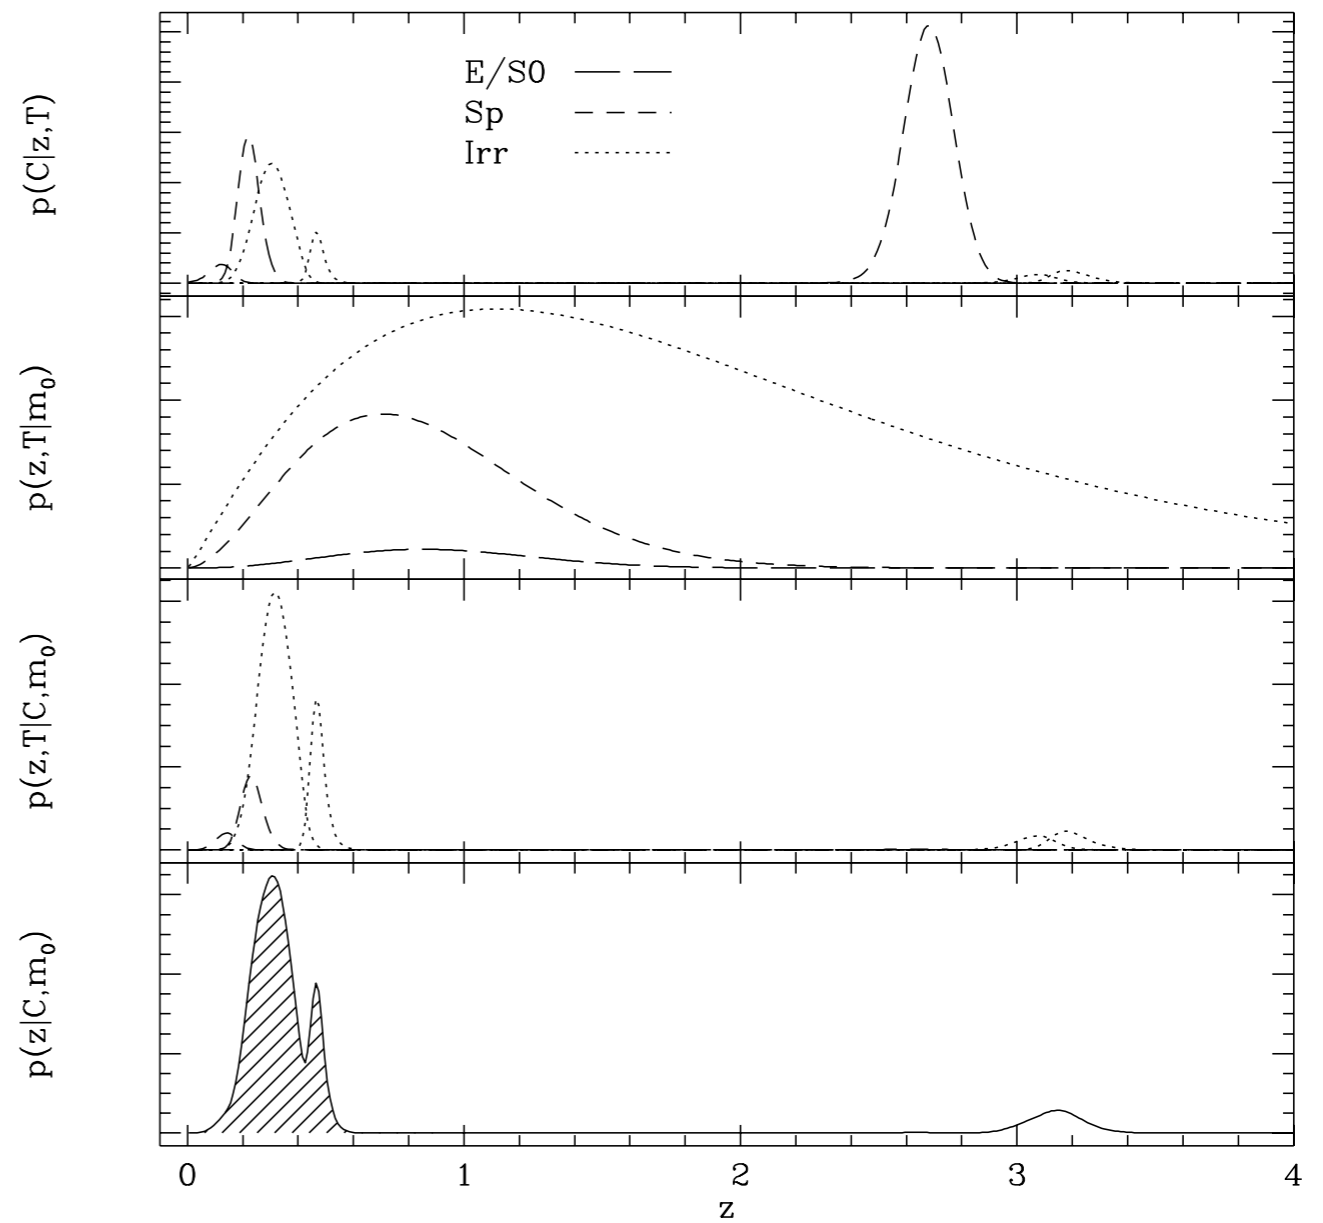 p(C|z,T)
E/S0
Sp
Irr
p(z,T|m₀)
p(z,T|C,m₀)
p(z|C,m₀)
0 1 2 3 4
z